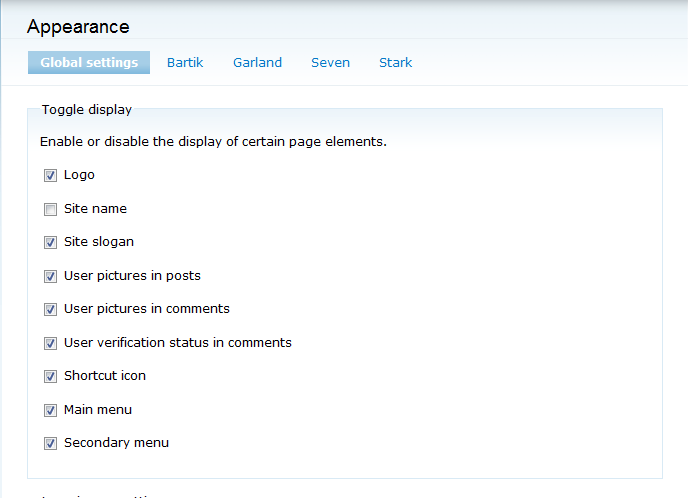 Appearance
Global settings Bartik Garland Seven Stark
Toggle display
Enable or disable the display of certain page elements.
Logo
Site name
Site slogan
User pictures in posts
User pictures in comments
User verification status in comments
Shortcut icon
Main menu
Secondary menu